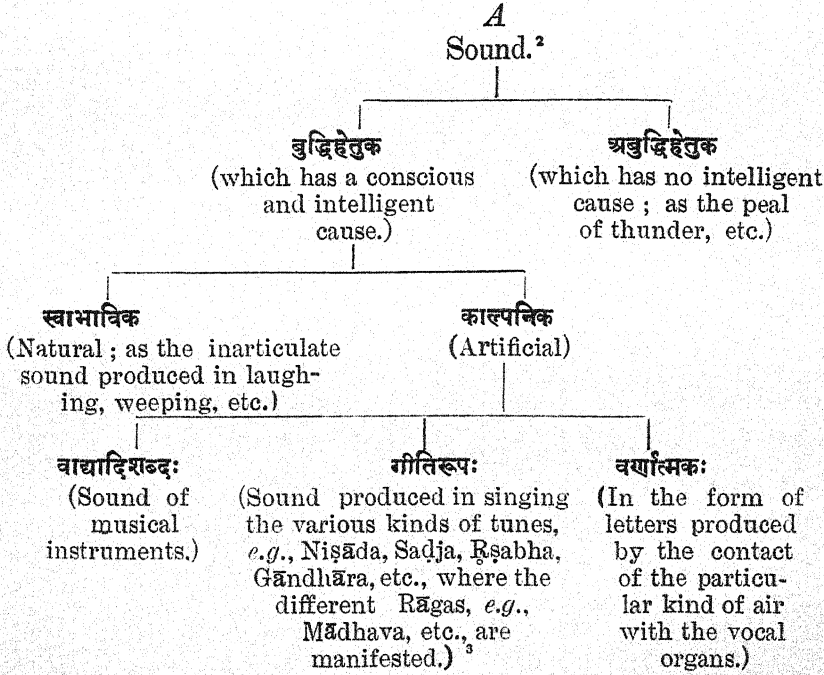 A
Sound.²
बुद्धिहेतुक
(which has a conscious
and intelligent
cause.)
अबुद्धिहेतुक
(which has no intelligent
cause ; as the peal
of thunder, etc.)
स्वाभाविक
(Natural ; as the inarticulate
sound produced in laugh-
ing, weeping, etc.)
काल्पनिक
(Artificial)
वाद्यादिशब्दः
(Sound of
musical
instruments.)
गीतिरूपः
(Sound produced in singing
the various kinds of tunes,
e.g., Niṣāda, Saḍja, R̥ṣabha,
Gāndhāra, etc., where the
different Rāgas, e.g.,
Mādhava, etc., are
manifested.) ³
वर्णात्मकः
(In the form of
letters produced
by the contact
of the particu-
lar kind of air
with the vocal
organs.)